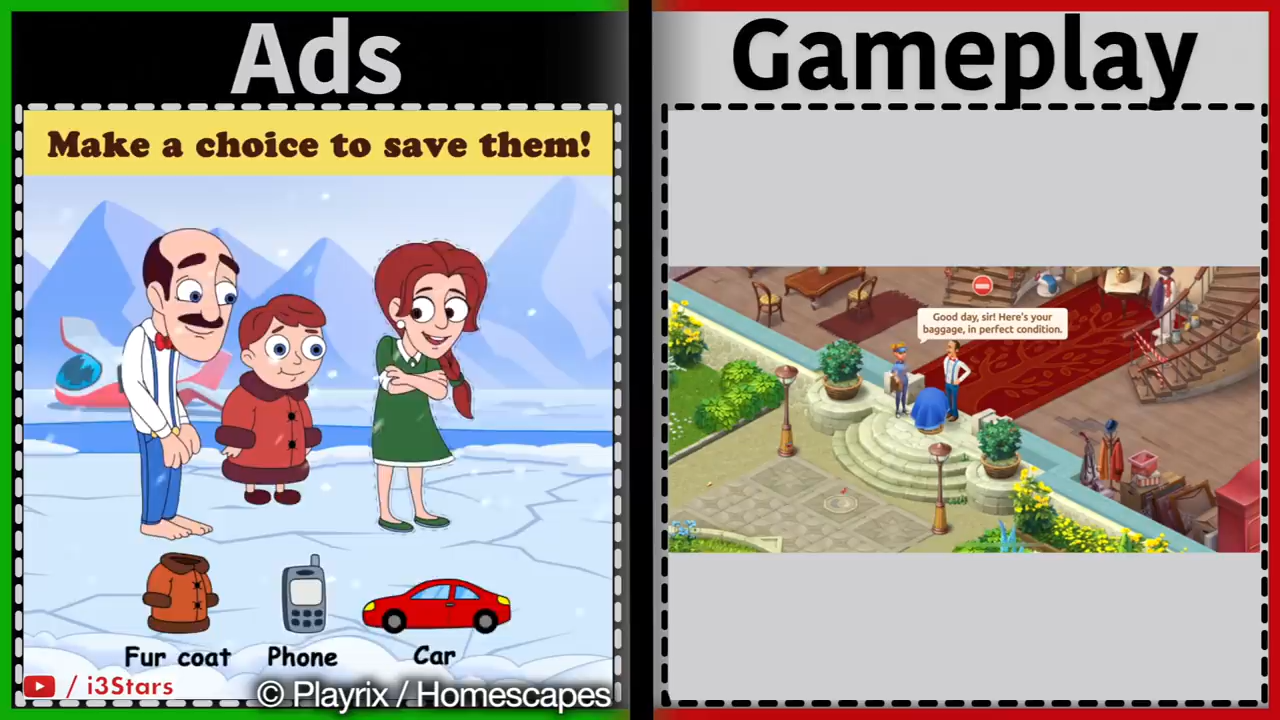 Ads
Gameplay
Make a choice to save them!
Good day, sir! Here's your
baggage, in perfect condition.
Fur coat
Phone
Car
/ i3Stars
© Playrix / Homescapes